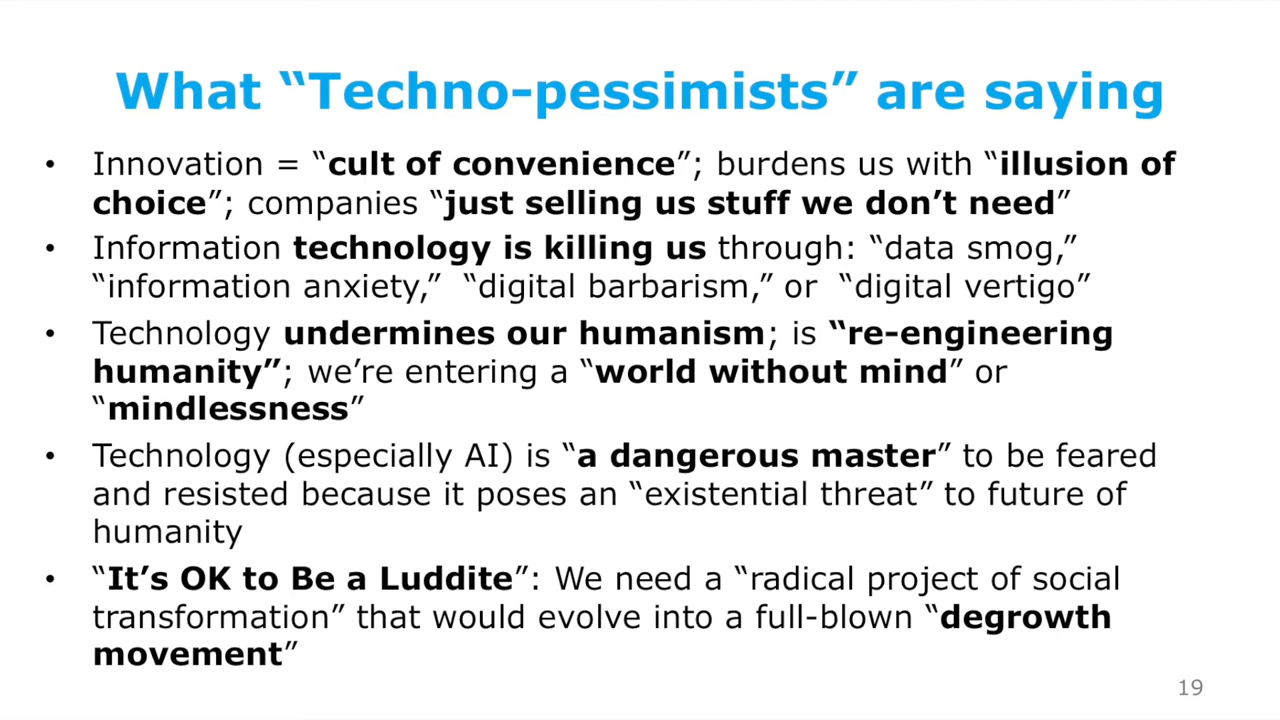 What “Techno-pessimists” are saying
• Innovation = “cult of convenience”; burdens us with “illusion of
choice”; companies “just selling us stuff we don’t need”
• Information technology is killing us through: “data smog,”
“information anxiety,”  “digital barbarism,” or  “digital vertigo”
• Technology undermines our humanism; is “re-engineering
humanity”; we’re entering a “world without mind” or
“mindlessness”
• Technology (especially AI) is “a dangerous master” to be feared
and resisted because it poses an “existential threat” to future of
humanity
• “It’s OK to Be a Luddite”: We need a “radical project of social
transformation” that would evolve into a full-blown “degrowth
movement”
19